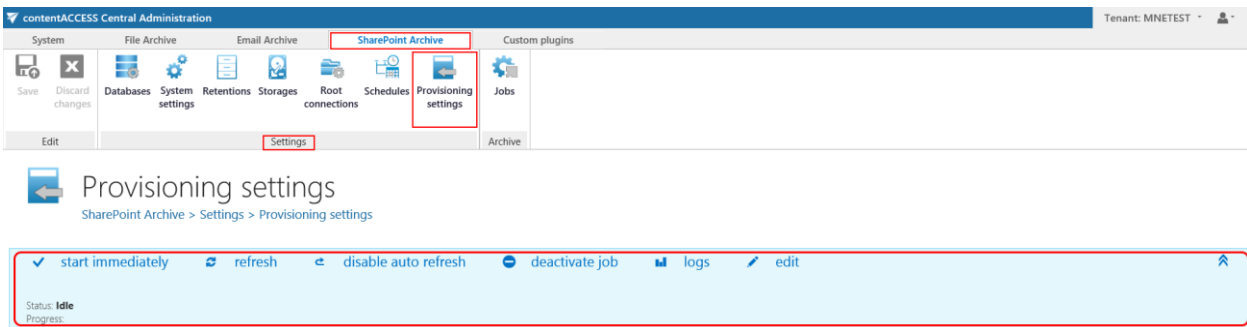 contentACCESS Central Administration Tenant: MNETEST
System File Archive Email Archive SharePoint Archive Custom plugins
Save Discard changes Databases System settings Retentions Storages Root connections Schedules Provisioning settings Jobs
Edit Settings Archive
Provisioning settings
SharePoint Archive > Settings > Provisioning settings
start immediately refresh disable auto refresh deactivate job logs edit
Status: Idle
Progress: